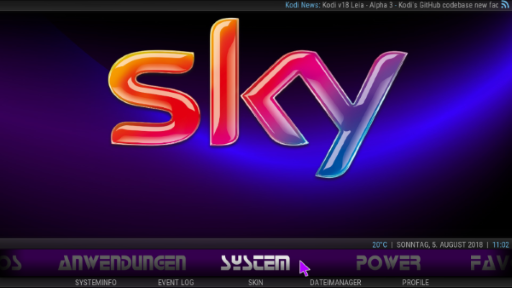 Kodi News: Kodi v18 Leia - Alpha 3 - Kodi's GitHub codebase new fac
sky
20°C | SONNTAG, 5. AUGUST 2018 | 11:02
OS ANWENDUNGEN SYSTEM POWER FAV
SYSTEMINFO EVENT LOG SKIN DATEIMANAGER PROFILE